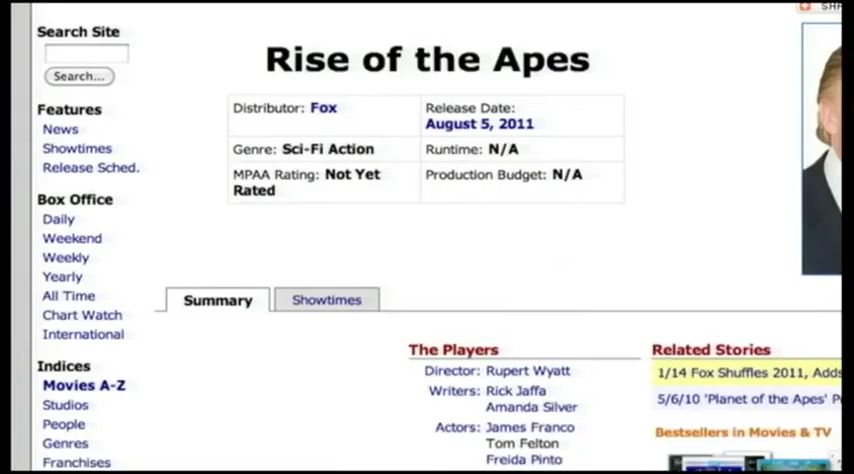 SHA
Search Site
Search...
Features
News
Showtimes
Release Sched.
Box Office
Daily
Weekend
Weekly
Yearly
All Time
Chart Watch
International
Indices
Movies A-Z
Studios
People
Genres
Franchises
Rise of the Apes
Distributor: Fox
Release Date:
August 5, 2011
Genre: Sci-Fi Action
Runtime: N/A
MPAA Rating: Not Yet
Rated
Production Budget: N/A
Summary
Showtimes
The Players
Director: Rupert Wyatt
Writers: Rick Jaffa
Amanda Silver
Actors: James Franco
Tom Felton
Freida Pinto
Related Stories
1/14 Fox Shuffles 2011, Adds
5/6/10 'Planet of the Apes' P
Bestsellers in Movies & TV